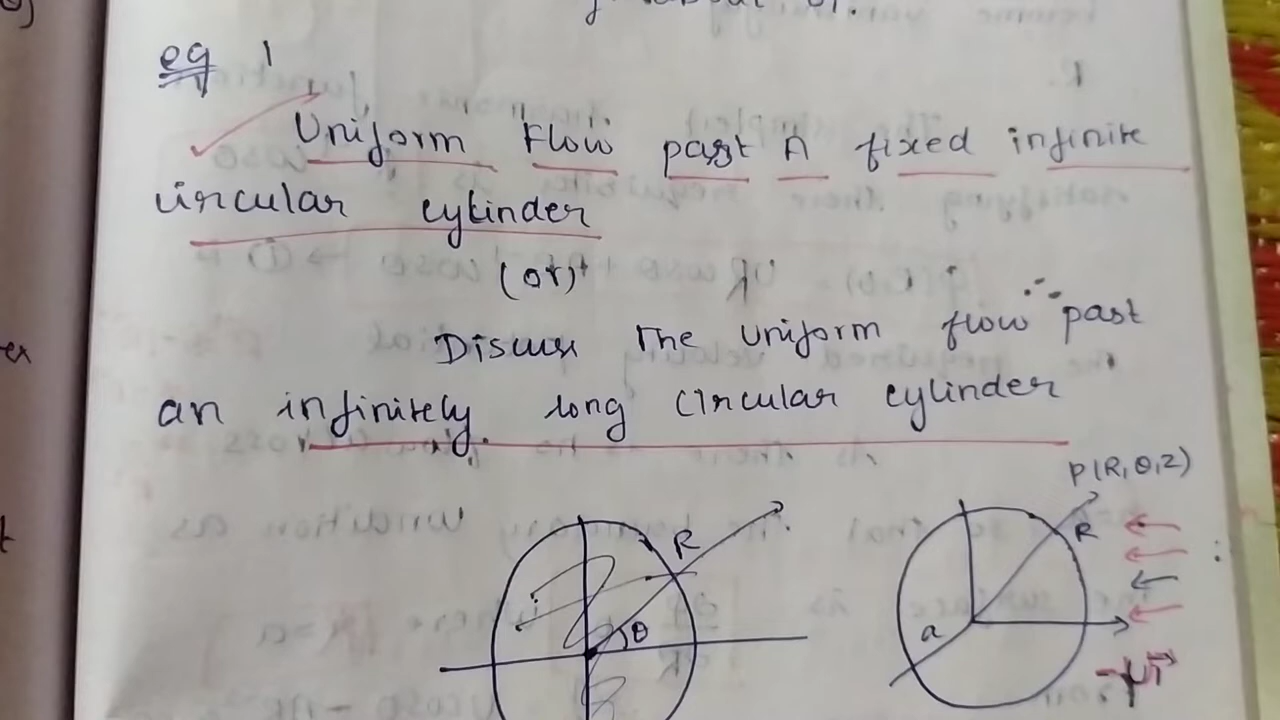 about
eg 1
Uniform Flow past A fixed infinite
circular cylinder
(or)
Discuss The uniform flow past
an infinitely long circular cylinder
P(R,θ,z)
R
R
θ
a